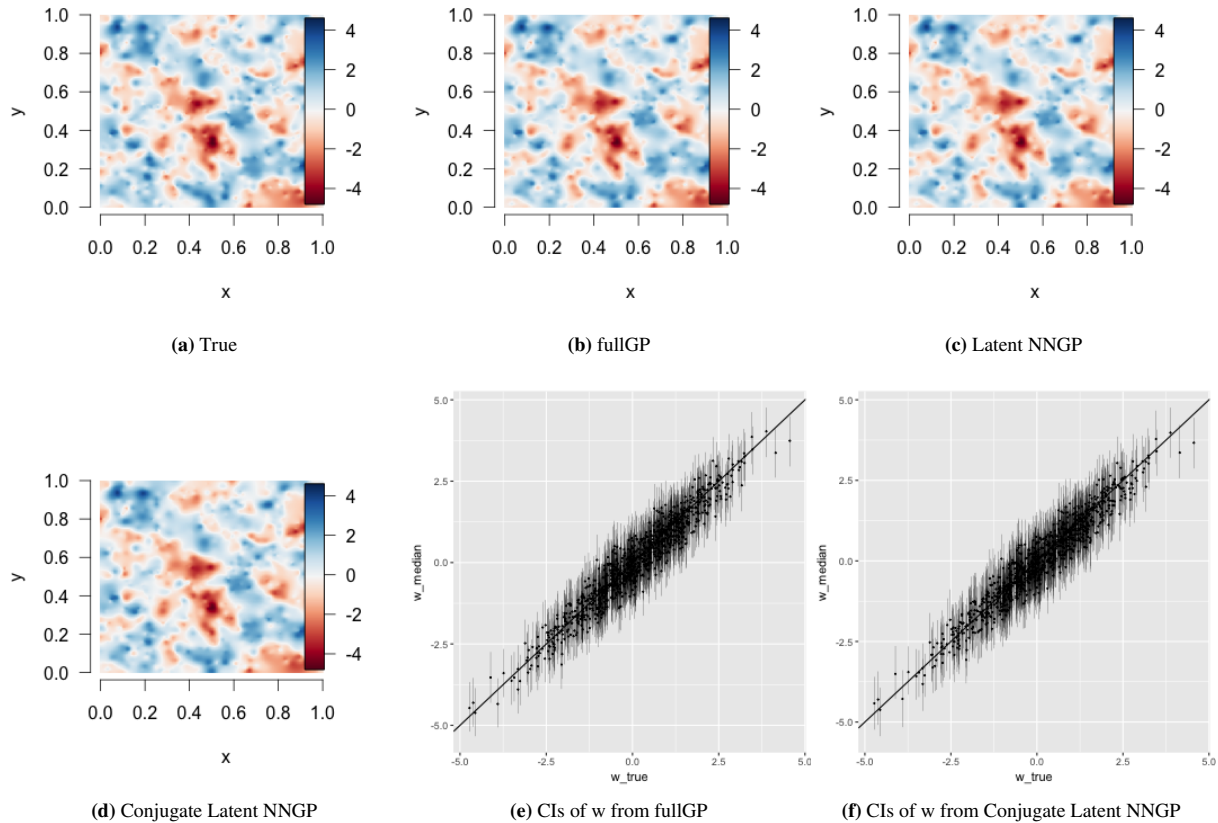 1.0
0.8
0.6
0.4
0.2
0.0
y
0.0 0.2 0.4 0.6 0.8 1.0
x
4
2
0
-2
-4
(a) True
1.0
0.8
0.6
0.4
0.2
0.0
y
0.0 0.2 0.4 0.6 0.8 1.0
x
4
2
0
-2
-4
(b) fullGP
1.0
0.8
0.6
0.4
0.2
0.0
y
0.0 0.2 0.4 0.6 0.8 1.0
x
4
2
0
-2
-4
(c) Latent NNGP
1.0
0.8
0.6
0.4
0.2
0.0
y
0.0 0.2 0.4 0.6 0.8 1.0
x
4
2
0
-2
-4
(d) Conjugate Latent NNGP
5.0
2.5
0.0
-2.5
-5.0
w_median
-5.0 -2.5 0.0 2.5 5.0
w_true
(e) CIs of w from fullGP
5.0
2.5
0.0
-2.5
-5.0
w_median
-5.0 -2.5 0.0 2.5 5.0
w_true
(f) CIs of w from Conjugate Latent NNGP